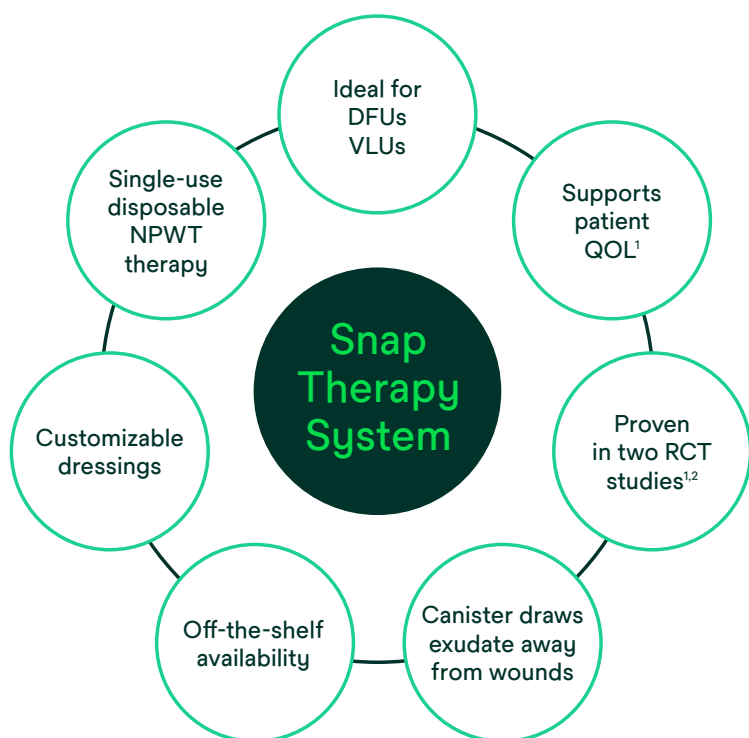 Ideal for
DFUs
VLUs
Supports
patient
QOL¹
Proven
in two RCT
studies¹,²
Canister draws
exudate away
from wounds
Off-the-shelf
availability
Customizable
dressings
Single-use
disposable
NPWT
therapy
Snap
Therapy
System